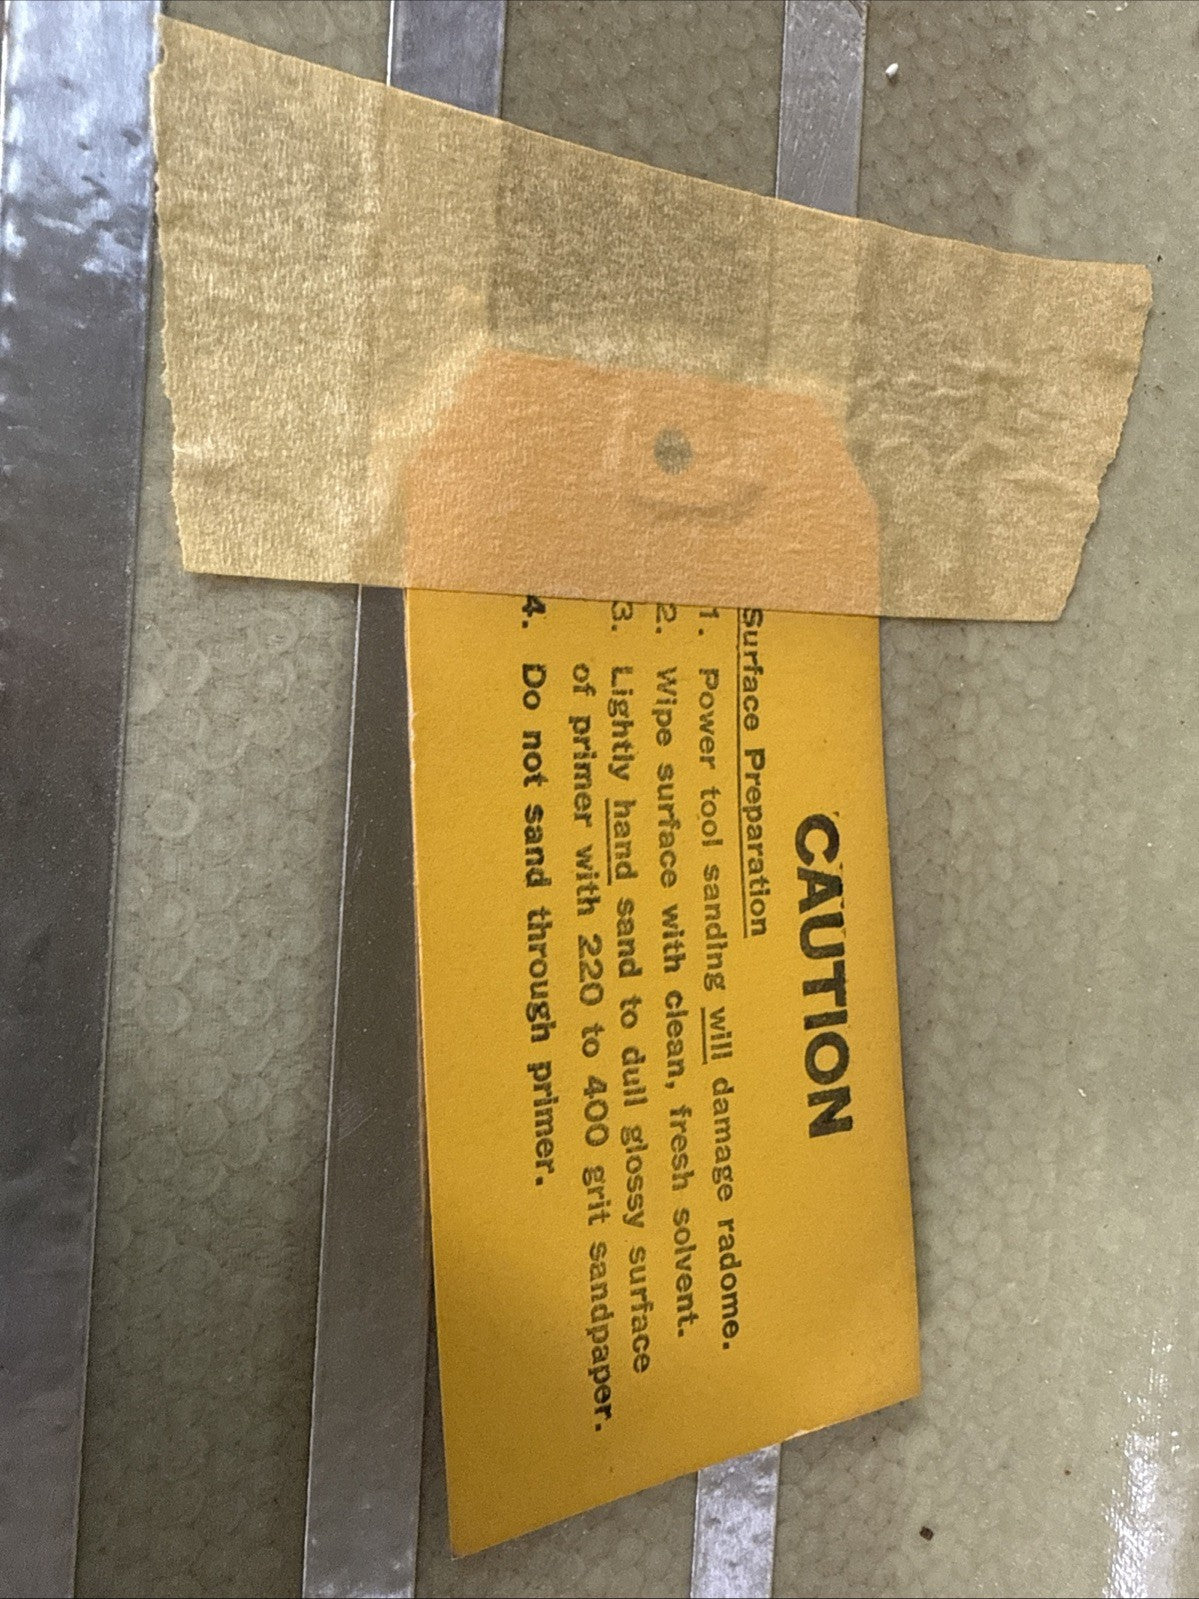 CAUTION
Surface Preparation
1. Power tool sanding will damage radome.
2. Wipe surface with clean, fresh solvent.
3. Lightly hand sand to dull glossy surface
of primer with 220 to 400 grit sandpaper.
4. Do not sand through primer.